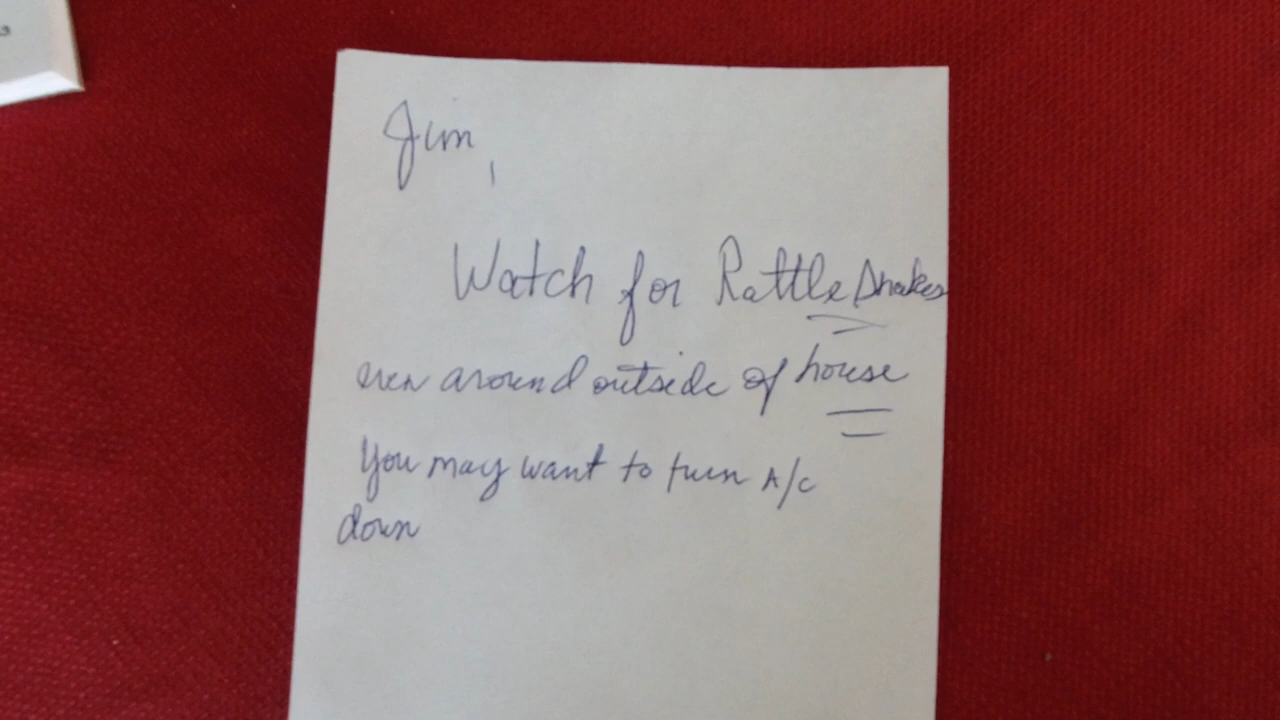 Jim,
Watch for Rattle Snakes
even around outside of house
You may want to turn A/c
down